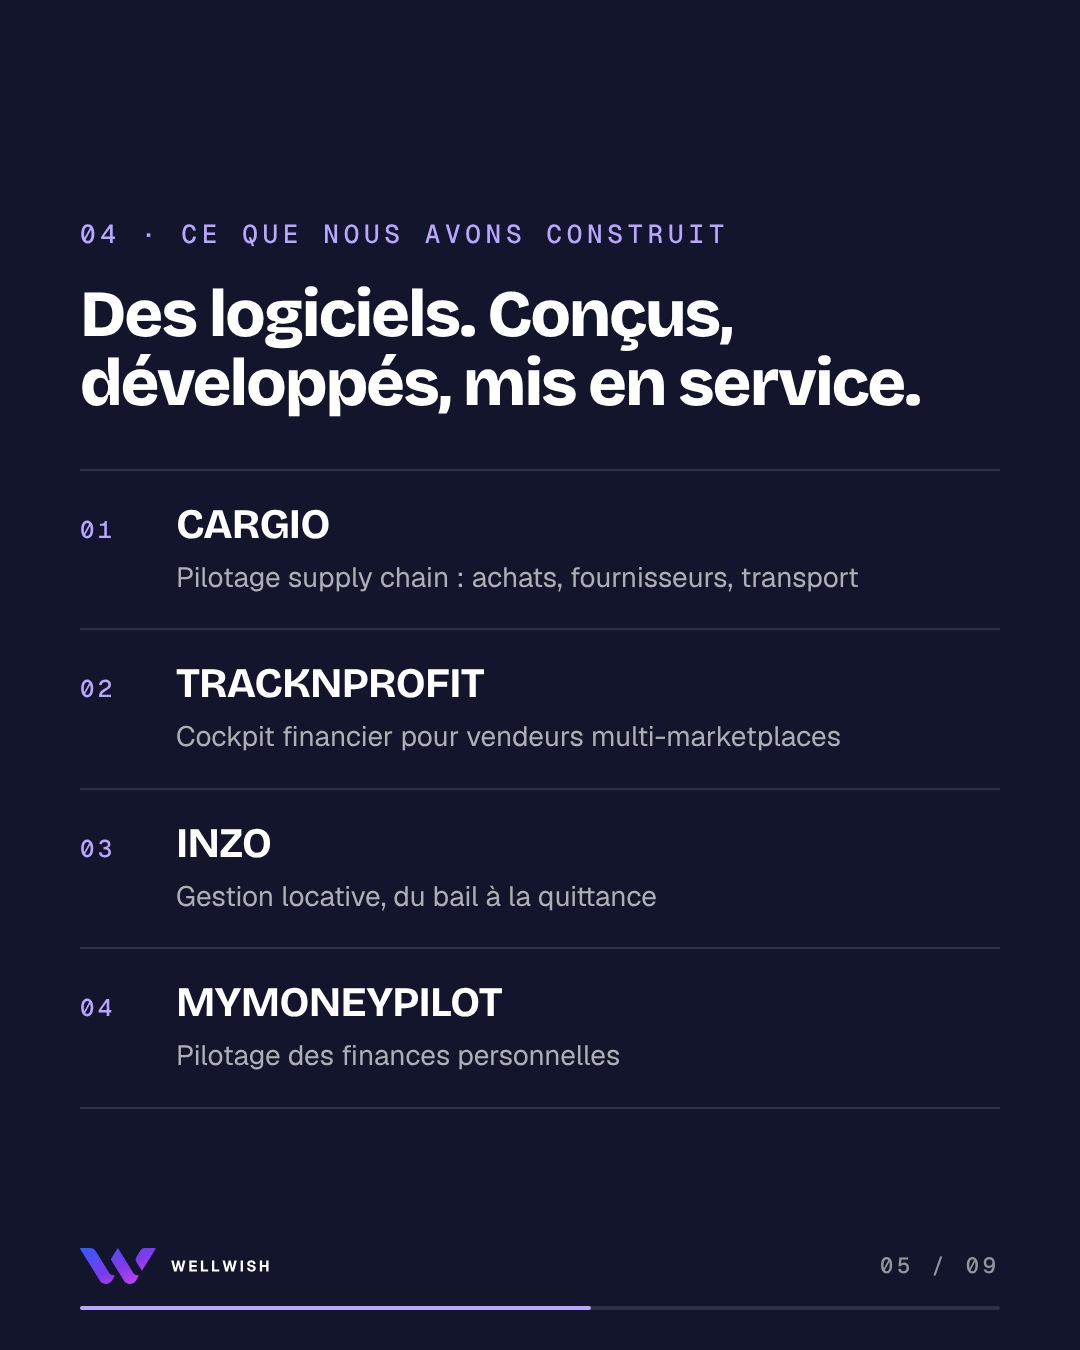 04 · CE QUE NOUS AVONS CONSTRUIT
Des logiciels. Conçus,
développés, mis en service.
01
CARGIO
Pilotage supply chain : achats, fournisseurs, transport
02
TRACKNPROFIT
Cockpit financier pour vendeurs multi-marketplaces
03
INZO
Gestion locative, du bail à la quittance
04
MYMONEYPILOT
Pilotage des finances personnelles
WELLWISH
05 / 09